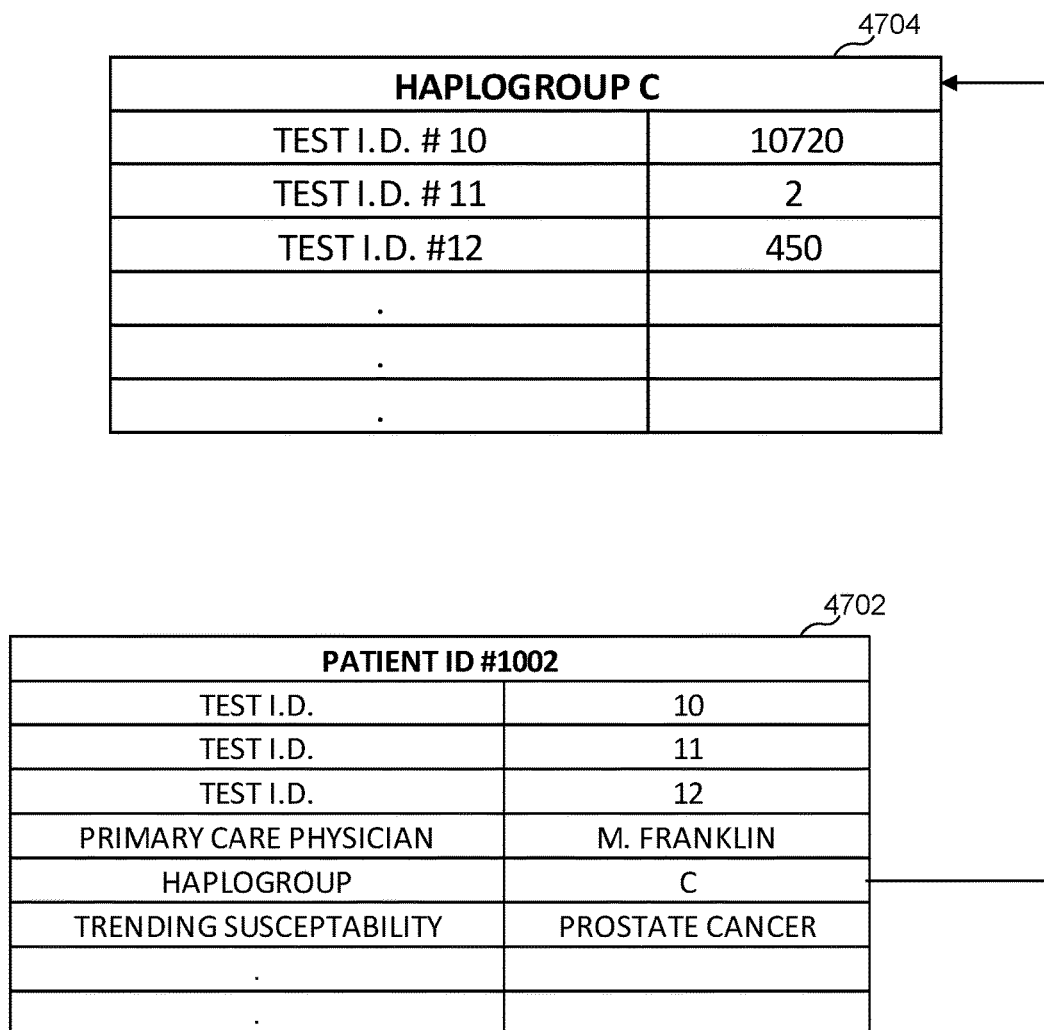 4704
HAPLOGROUP C
TEST I.D. # 10 10720
TEST I.D. # 11 2
TEST I.D. #12 450
.
.
.
4702
PATIENT ID #1002
TEST I.D. 10
TEST I.D. 11
TEST I.D. 12
PRIMARY CARE PHYSICIAN M. FRANKLIN
HAPLOGROUP C
TRENDING SUSCEPTABILITY PROSTATE CANCER
.
.